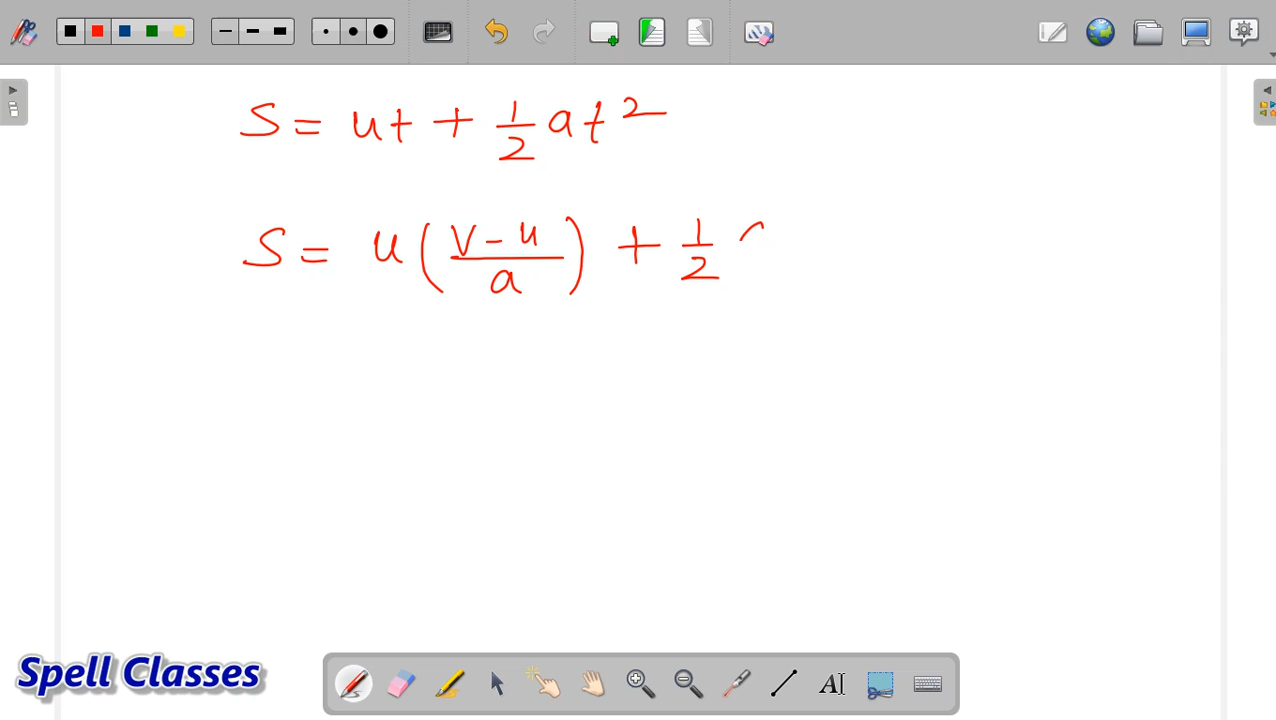 S = ut + 1/2 at²
S = u((v-u)/a) + 1/2
Spell Classes